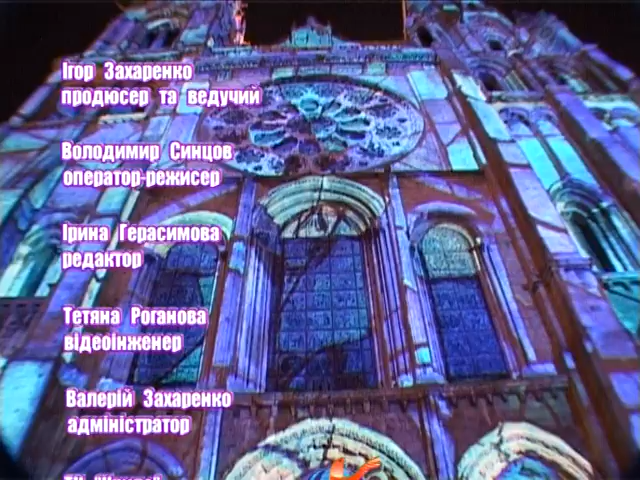 Ігор Захаренко
продюсер та ведучий
Володимир Синцов
оператор-режисер
Ірина Герасимова
редактор
Тетяна Роганова
відеоінженер
Валерій Захаренко
адміністратор